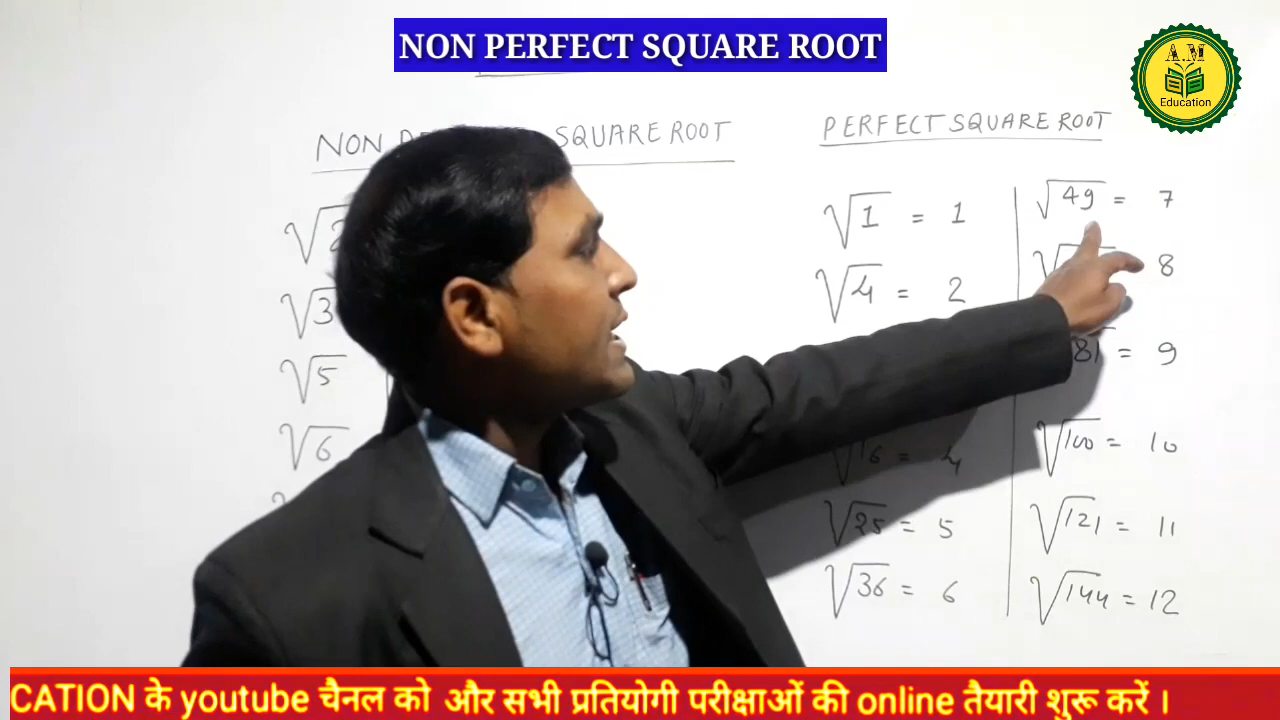 NON PERFECT SQUARE ROOT
A.M
Education
NON SQUARE ROOT
PERFECT SQUARE ROOT
√3
√5
√6
√1 = 1
√4 = 2
√16 = 4
√25 = 5
√36 = 6
√49 = 7
8
81 = 9
√100 = 10
√121 = 11
√144 = 12
CATION के youtube चैनल को और सभी प्रतियोगी परीक्षाओं की online तैयारी शुरू करें ।